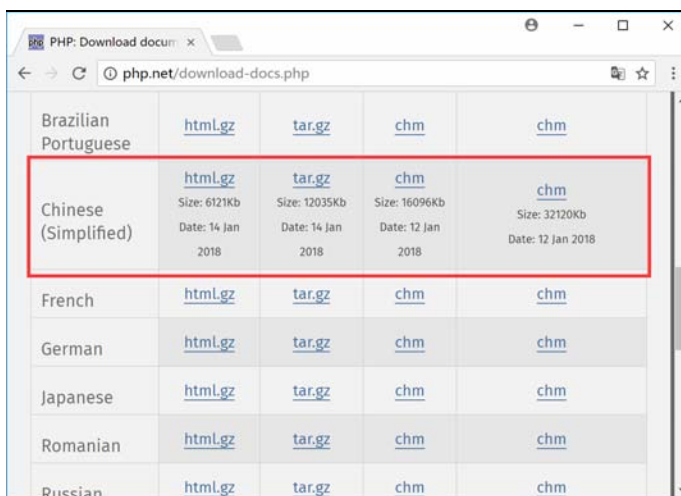 PHP: Download docum
php.net/download-docs.php
Brazilian Portuguese html.gz tar.gz chm chm
Chinese (Simplified)
html.gz
Size: 6121Kb
Date: 14 Jan
2018
tar.gz
Size: 12035Kb
Date: 14 Jan
2018
chm
Size: 16096Kb
Date: 12 Jan
2018
chm
Size: 32120Kb
Date: 12 Jan 2018
French html.gz tar.gz chm chm
German html.gz tar.gz chm chm
Japanese html.gz tar.gz chm chm
Romanian html.gz tar.gz chm chm
Russian html.gz tar.gz chm chm